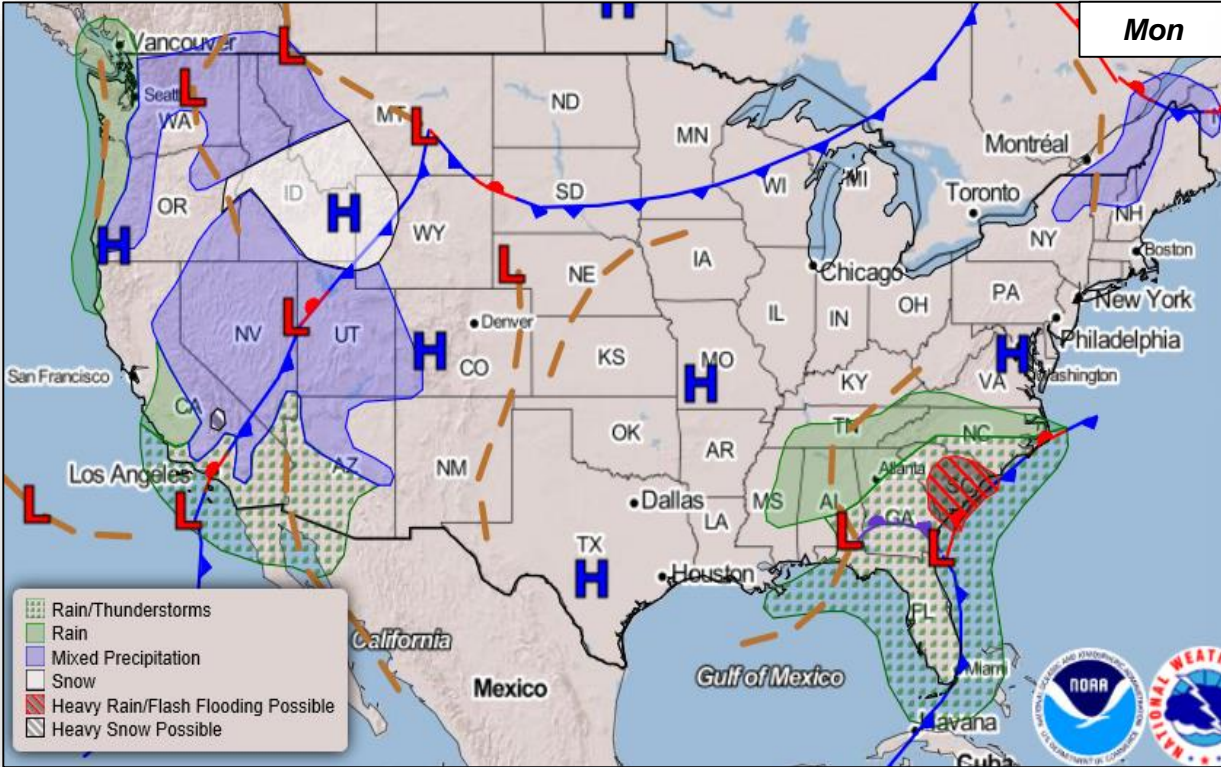 Mon
H
L
Vancouver
L
L
Seatt
WA
MT
L
ND
MN
Montréal
ID
SD
WI
MI
Toronto
OR
H
H
WY
NH
NY
Boston
L
NE
IA
Chicago
PA
New York
L
Denver
IL
IN
OH
NV
UT
H
CO
KS
MO
H
Philadelphia
H
San Francisco
KY
VA
Washington
CA
OK
TN
NC
Los Angeles
AZ
NM
AR
Atlanta
SC
L
L
Dallas
MS
AL
GA
LA
L
L
TX
H
Houston
FL
Rain/Thunderstorms
Rain
Mixed Precipitation
Snow
Heavy Rain/Flash Flooding Possible
Heavy Snow Possible
California
Mexico
Gulf of Mexico
Miami
Havana
Cuba
NOAA
NATIONAL WEATHE